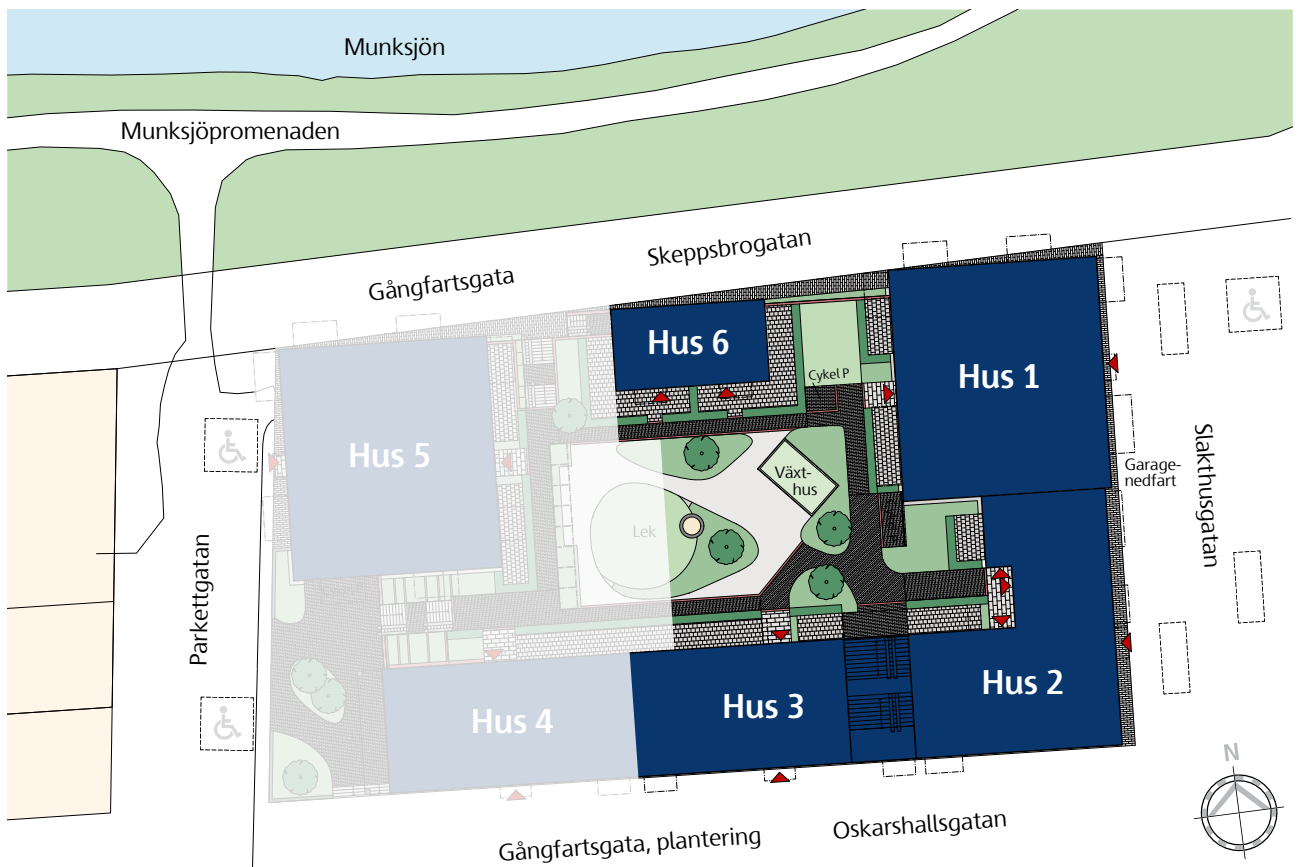 Munksjön
Munksjöpromenaden
Skeppsbrogatan
Gångfartsgata
Hus 6
Hus 1
Cykel P
Hus 5
Växt-
hus
Garage-
nedfart
Slakthusgatan
Lek
Parkettgatan
Hus 2
Hus 3
Hus 4
N
Oskarshallsgatan
Gångfartsgata, plantering